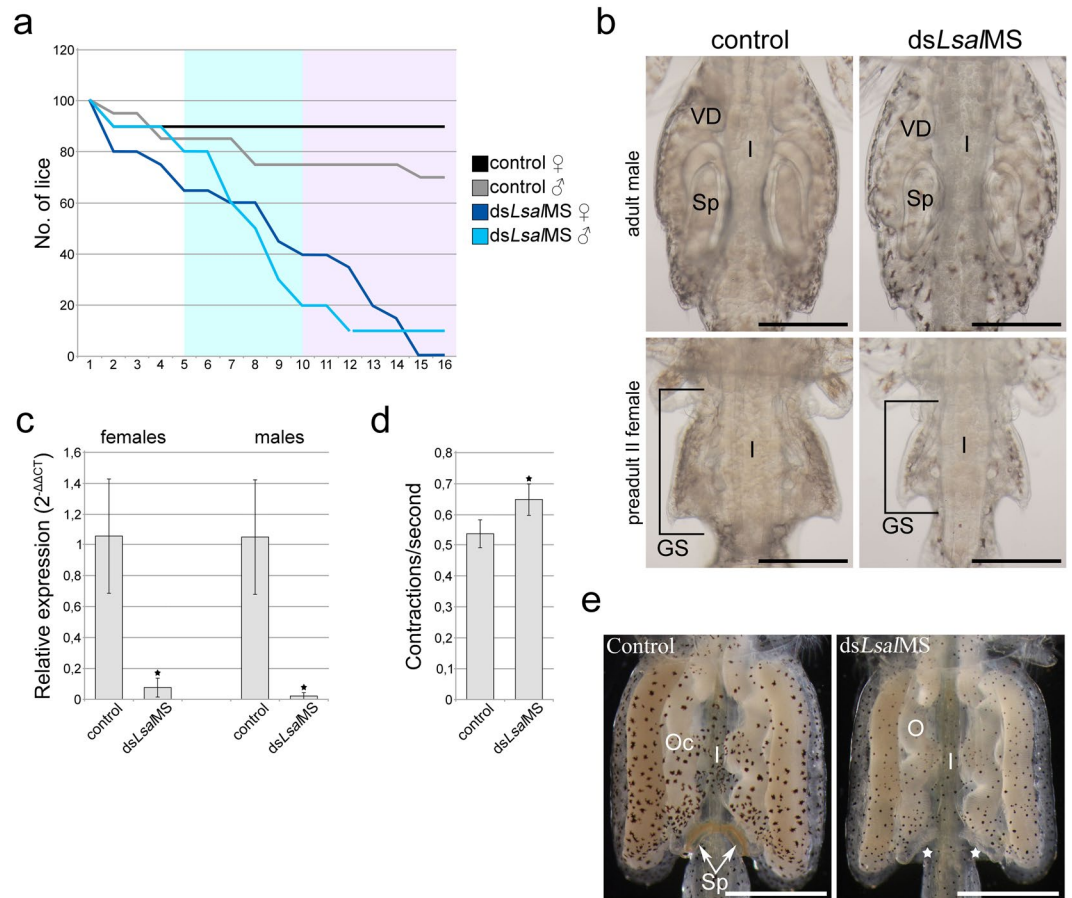 a
120
100
80
60
40
20
0
No. of lice
1 2 3 4 5 6 7 8 9 10 11 12 13 14 15 16
control ♀
control ♂
dsLsalMS ♀
dsLsalMS ♂
b
control dsLsalMS
adult male
VD
I
Sp
VD
I
Sp
preadult II female
I
GS
I
GS
c
females males
Relative expression (2-ΔΔCT)
1,6
1,4
1,2
1
0,8
0,6
0,4
0,2
0
control
dsLsalMS
control
dsLsalMS
d
Contractions/second
0,8
0,7
0,6
0,5
0,4
0,3
0,2
0,1
0
control
dsLsalMS
e
Control
Oc
I
Sp
dsLsalMS
O
I